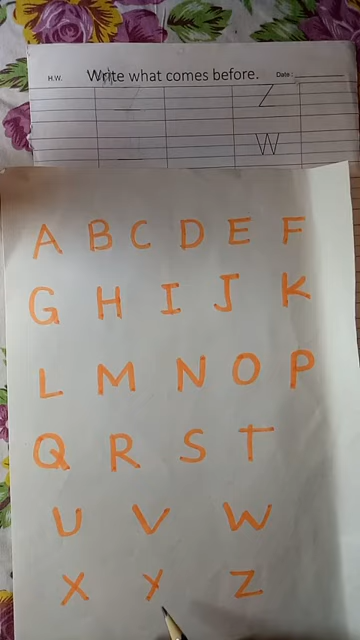 H.W. Write what comes before. Date:
Z
W
A B C D E F
G H I J K
L M N O P
Q R S T
U V W
X Y Z